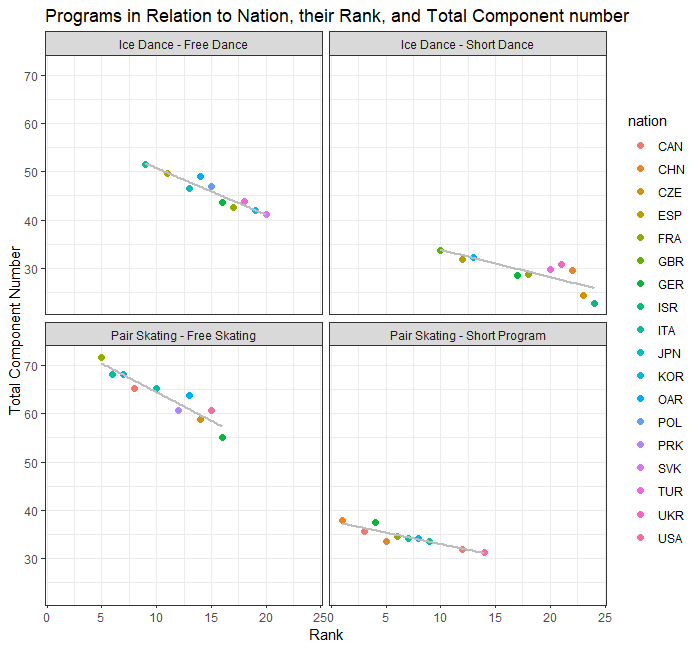 Programs in Relation to Nation, their Rank, and Total Component number
Ice Dance - Free Dance
Ice Dance - Short Dance
70
60
50
40
30
Pair Skating - Free Skating
Pair Skating - Short Program
70
60
50
40
30
Total Component Number
0 5 10 15 20 25
0 5 10 15 20 25
Rank
nation
CAN
CHN
CZE
ESP
FRA
GBR
GER
ISR
ITA
JPN
KOR
OAR
POL
PRK
SVK
TUR
UKR
USA